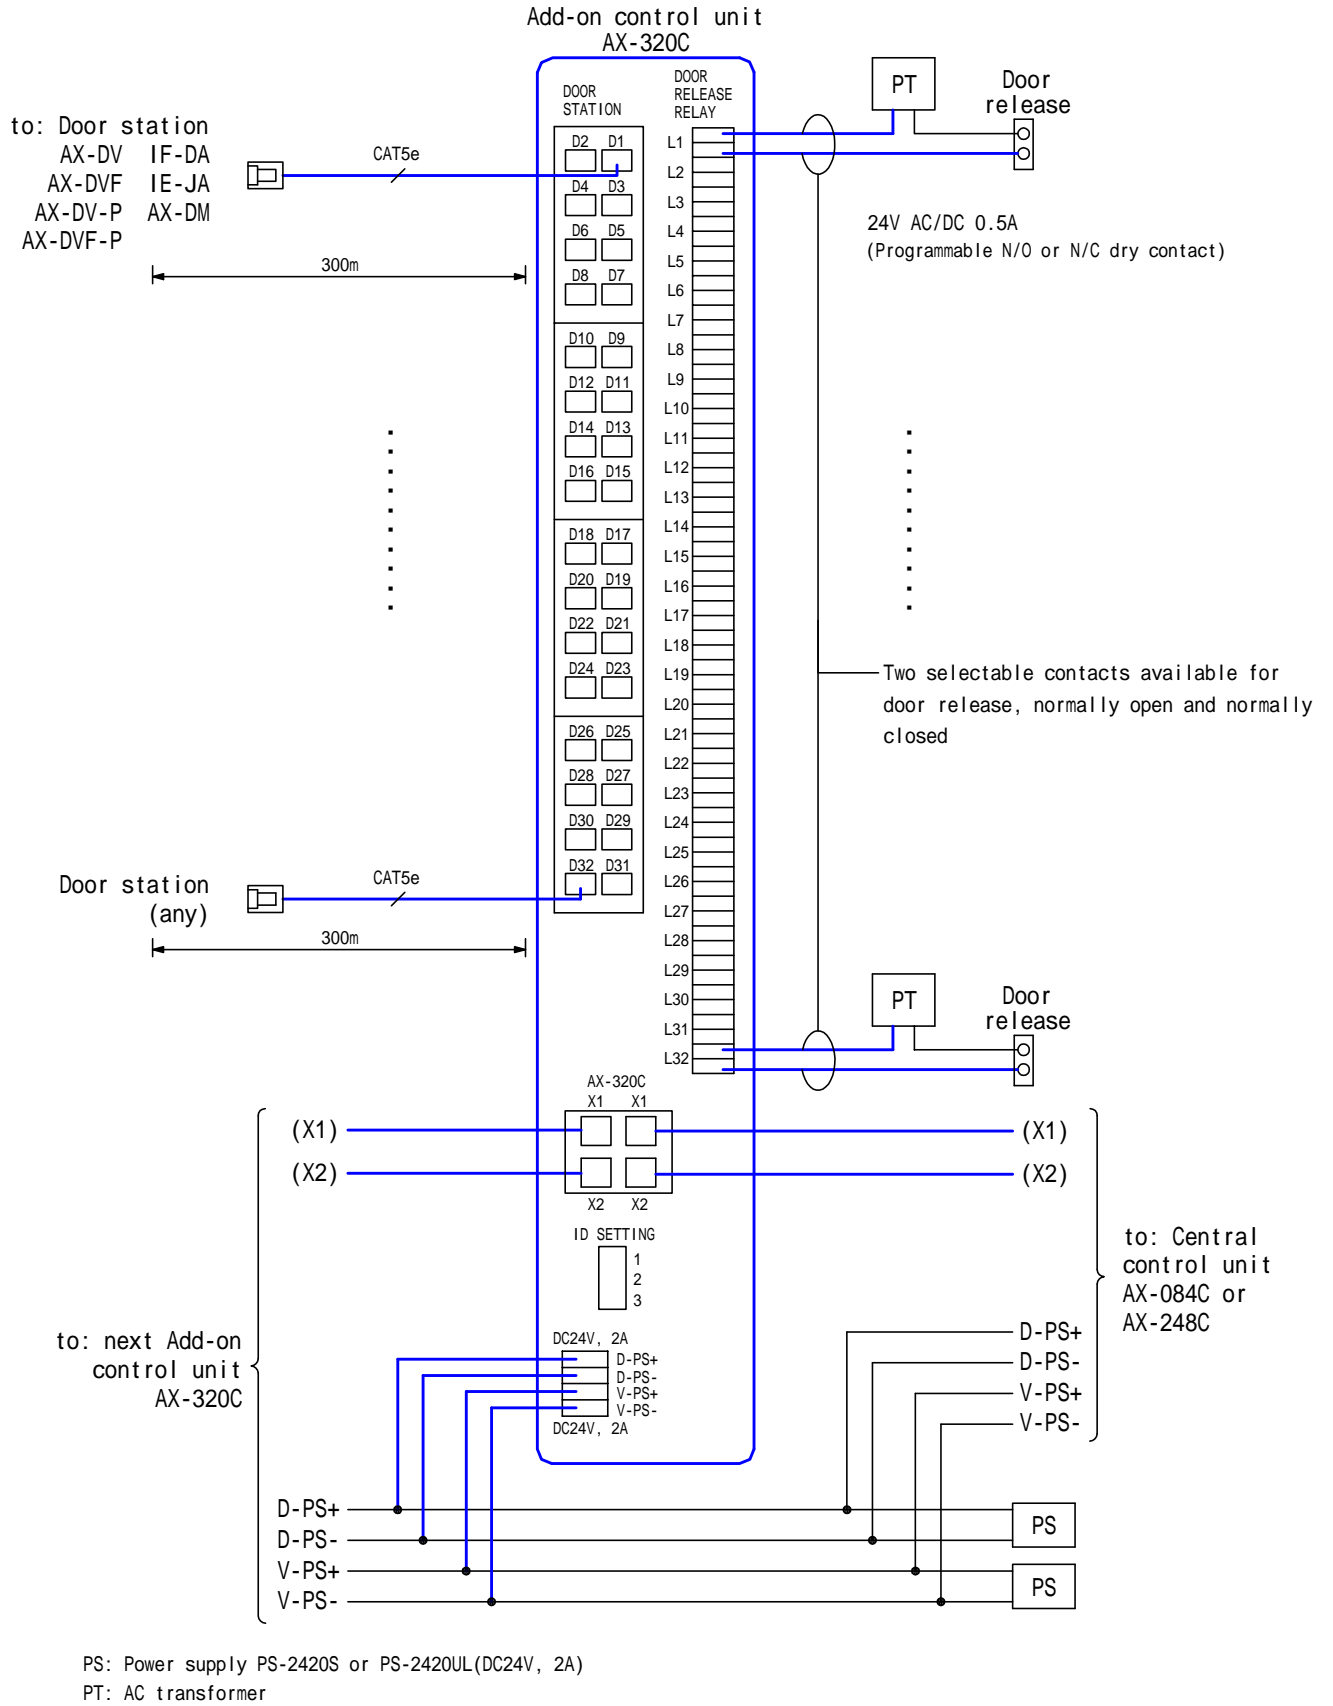 Add-on control unit
AX-320C
DOOR
STATION
DOOR
RELEASE
RELAY
to: Door station
AX-DV IF-DA
AX-DVF IE-JA
AX-DV-P AX-DM
AX-DVF-P
CAT5e
300m
D2 D1
D4 D3
D6 D5
D8 D7
D10 D9
D12 D11
D14 D13
D16 D15
D18 D17
D20 D19
D22 D21
D24 D23
D26 D25
D28 D27
D30 D29
D32 D31
L1
L2
L3
L4
L5
L6
L7
L8
L9
L10
L11
L12
L13
L14
L15
L16
L17
L18
L19
L20
L21
L22
L23
L24
L25
L26
L27
L28
L29
L30
L31
L32
PT
Door
release
24V AC/DC 0.5A
(Programmable N/O or N/C dry contact)
Two selectable contacts available for
door release, normally open and normally
closed
Door station
(any)
CAT5e
300m
PT
Door
release
AX-320C
X1 X1
(X1)
(X1)
(X2)
(X2)
X2 X2
ID SETTING
1
2
3
to: Central
control unit
AX-084C or
AX-248C
to: next Add-on
control unit
AX-320C
DC24V, 2A
D-PS+
D-PS-
V-PS+
V-PS-
DC24V, 2A
D-PS+
D-PS-
V-PS+
V-PS-
D-PS+
D-PS-
V-PS+
V-PS-
PS
PS
PS: Power supply PS-2420S or PS-2420UL(DC24V, 2A)
PT: AC transformer